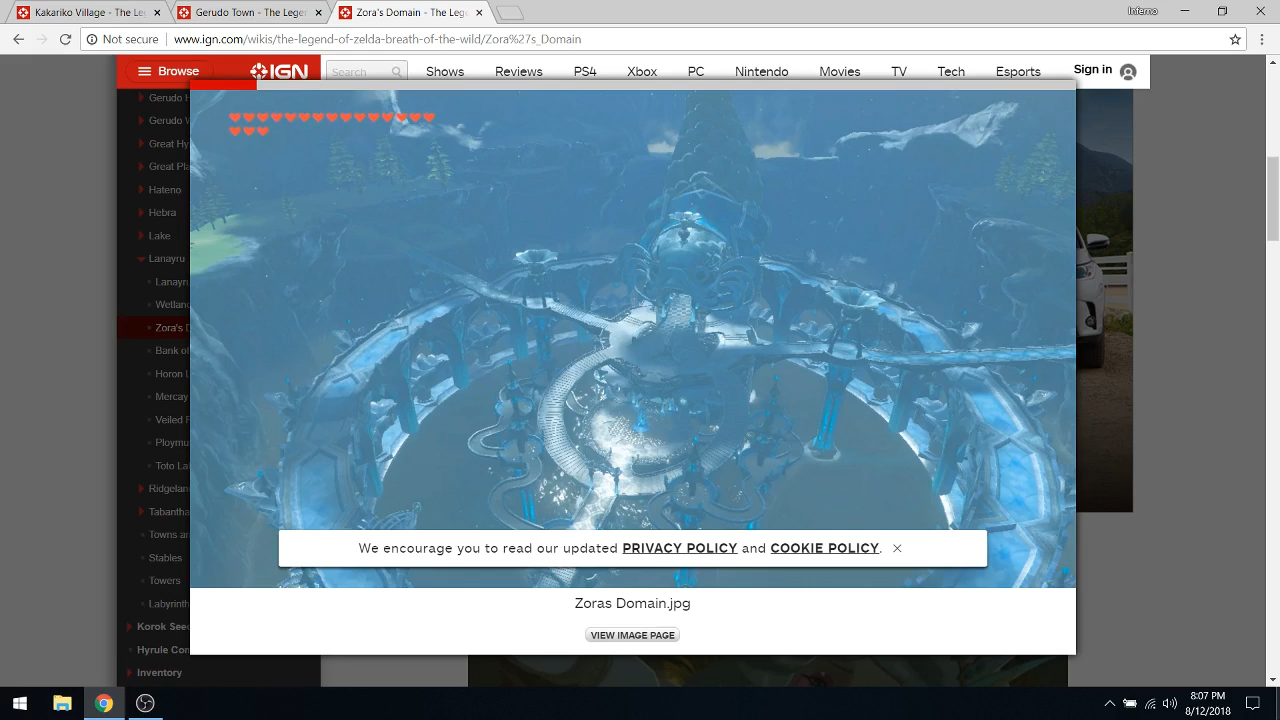 Kakariko Village - The Leg
Gerudo Town - The Legen
Zora's Domain - The Lege
Inferno
Not secure
www.ign.com/wikis/the-legend-of-zelda-breath-of-the-wild/Zora%27s_Domain
Browse
IGN
Search
Shows
Reviews
PS4
Xbox
PC
Nintendo
Movies
TV
Tech
Esports
Sign in
Gerudo H
Gerudo W
Great Hy
Great Pla
Hateno
Hebra
Lake
Lanayru
Lanayru
Wetland
Zora's D
Bank of
Horon L
Mercay
Veiled F
Ploymu
Toto La
Ridgelan
Tabantha
Towns an
Stables
Towers
Labyrinth
Korok See
Hyrule Com
Inventory
We encourage you to read our updated PRIVACY POLICY and COOKIE POLICY.
Zoras Domain.jpg
VIEW IMAGE PAGE
8:07 PM
8/12/2018